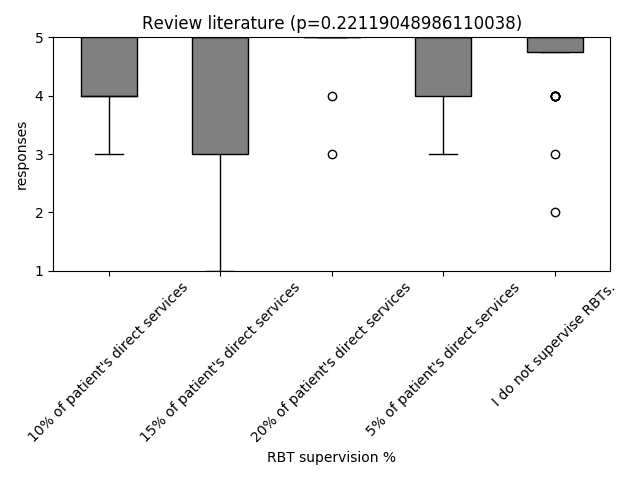 Review literature (p=0.22119048986110038)
responses
5
4
3
2
1
10% of patient's direct services
15% of patient's direct services
20% of patient's direct services
5% of patient's direct services
I do not supervise RBTs.
RBT supervision %